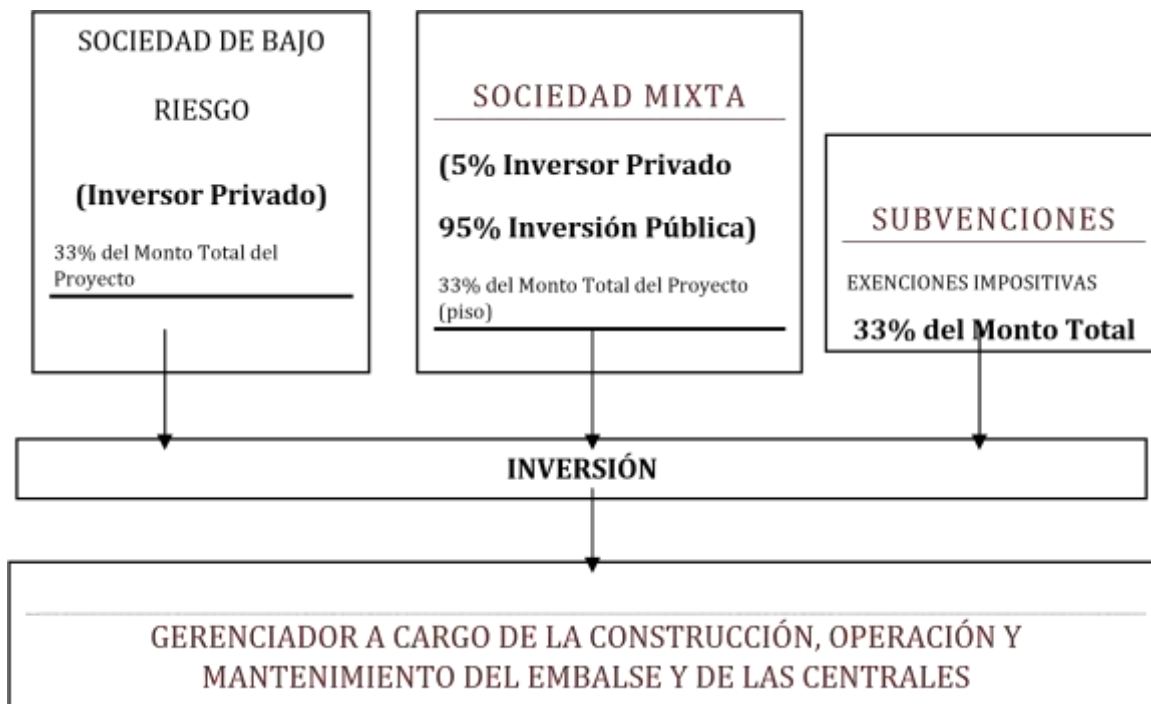 SOCIEDAD DE BAJO
RIESGO
(Inversor Privado)
33% del Monto Total del
Proyecto
SOCIEDAD MIXTA
(5% Inversor Privado
95% Inversión Pública)
33% del Monto Total del Proyecto
(piso)
SUBVENCIONES
EXENCIONES IMPOSITIVAS
33% del Monto Total
INVERSIÓN
GERENCIADOR A CARGO DE LA CONSTRUCCIÓN, OPERACIÓN Y
MANTENIMIENTO DEL EMBALSE Y DE LAS CENTRALES